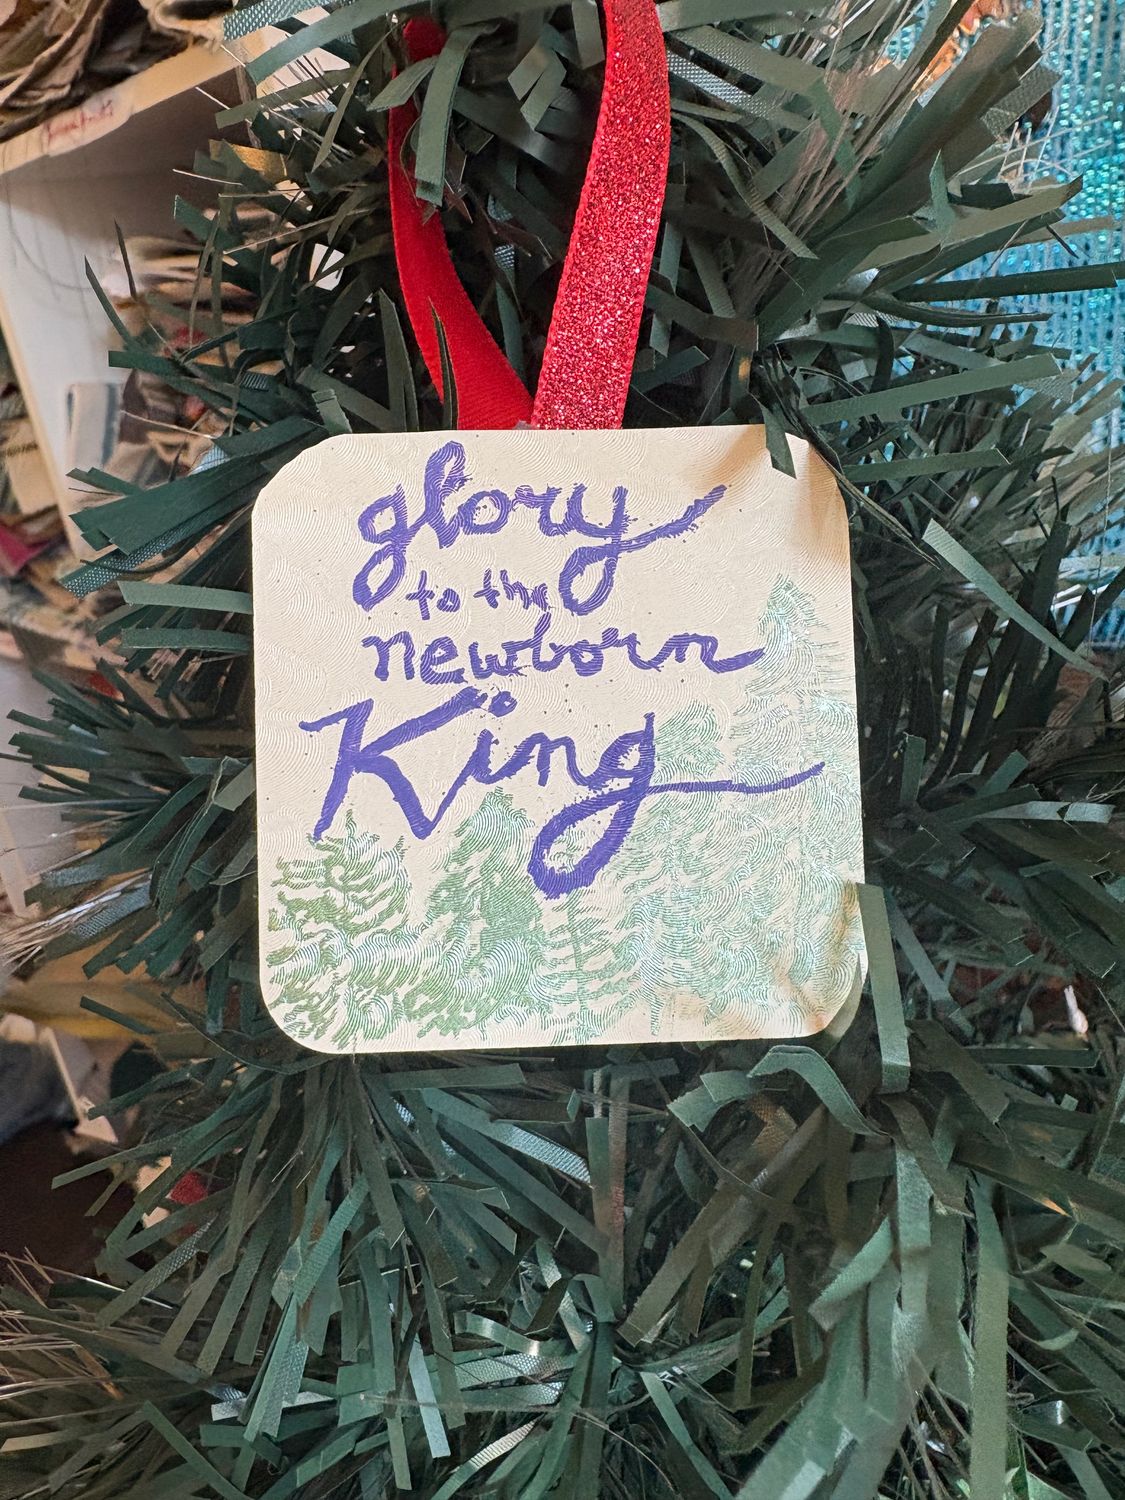 glory
to the
newborn
King